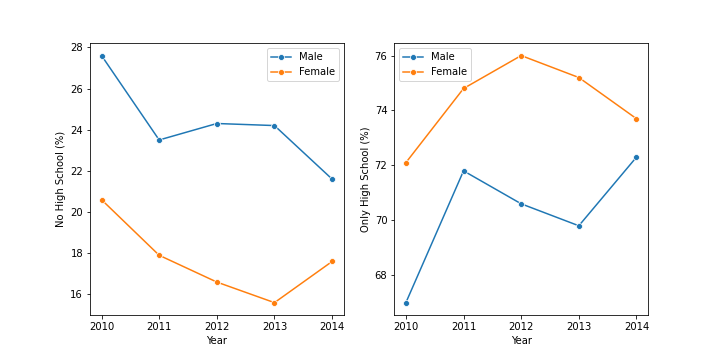 No High School (%)
28
26
24
22
20
18
16
Male
Female
2010 2011 2012 2013 2014
Year
Only High School (%)
76
74
72
70
68
Male
Female
2010 2011 2012 2013 2014
Year